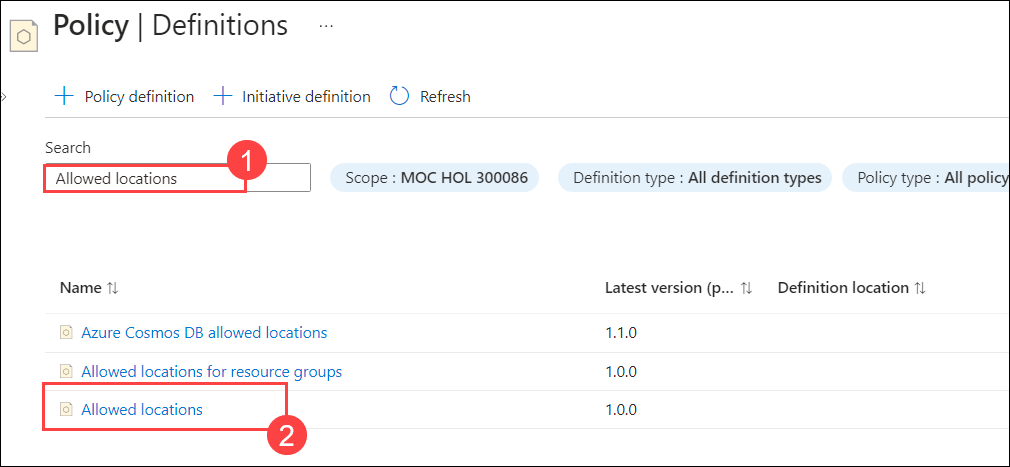 Policy | Definitions ...
Policy definition Initiative definition Refresh
Search
1
Allowed locations Scope : MOC HOL 300086 Definition type : All definition types Policy type : All policy
Name Latest version (p... Definition location
Azure Cosmos DB allowed locations 1.1.0
Allowed locations for resource groups 1.0.0
Allowed locations 1.0.0
2